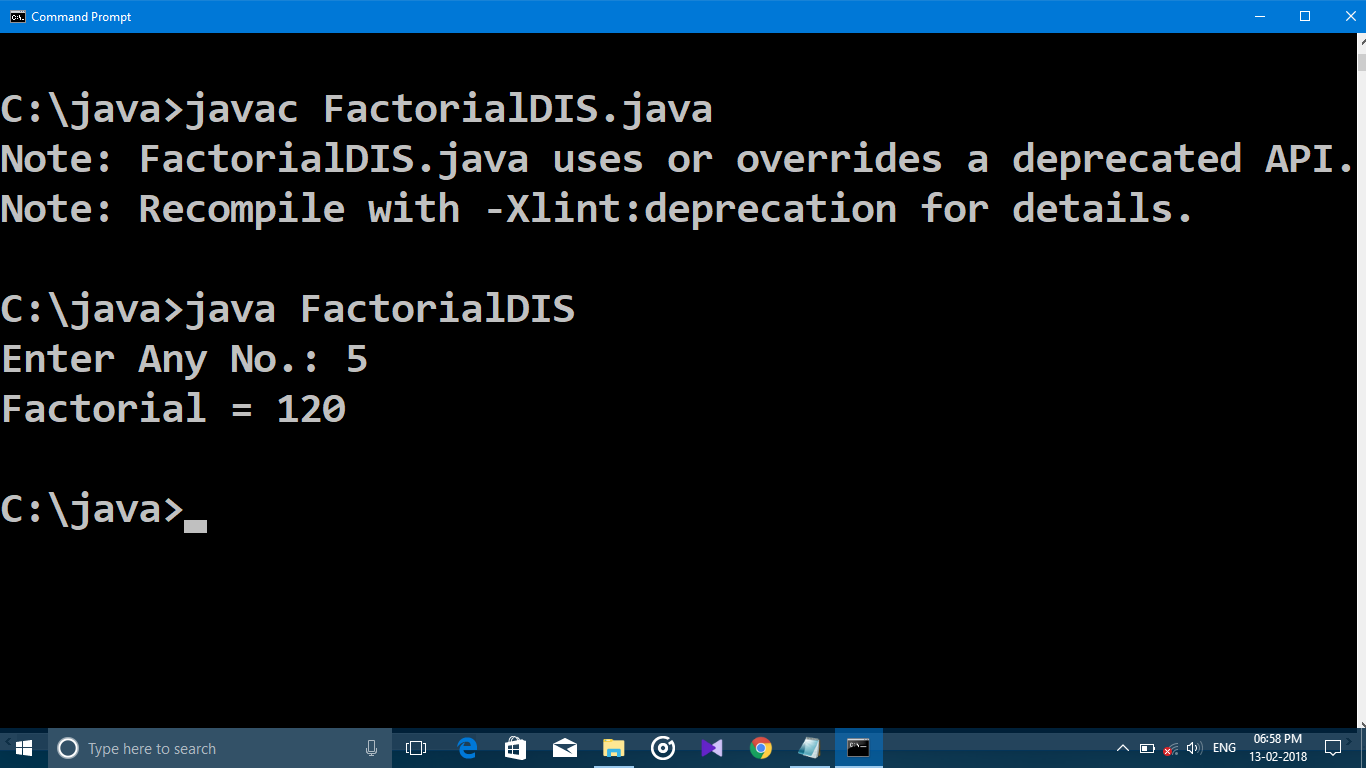 Command Prompt
C:\java>javac FactorialDIS.java
Note: FactorialDIS.java uses or overrides a deprecated API.
Note: Recompile with -Xlint:deprecation for details.
C:\java>java FactorialDIS
Enter Any No.: 5
Factorial = 120
C:\java>
Type here to search
ENG
06:58 PM
13-02-2018